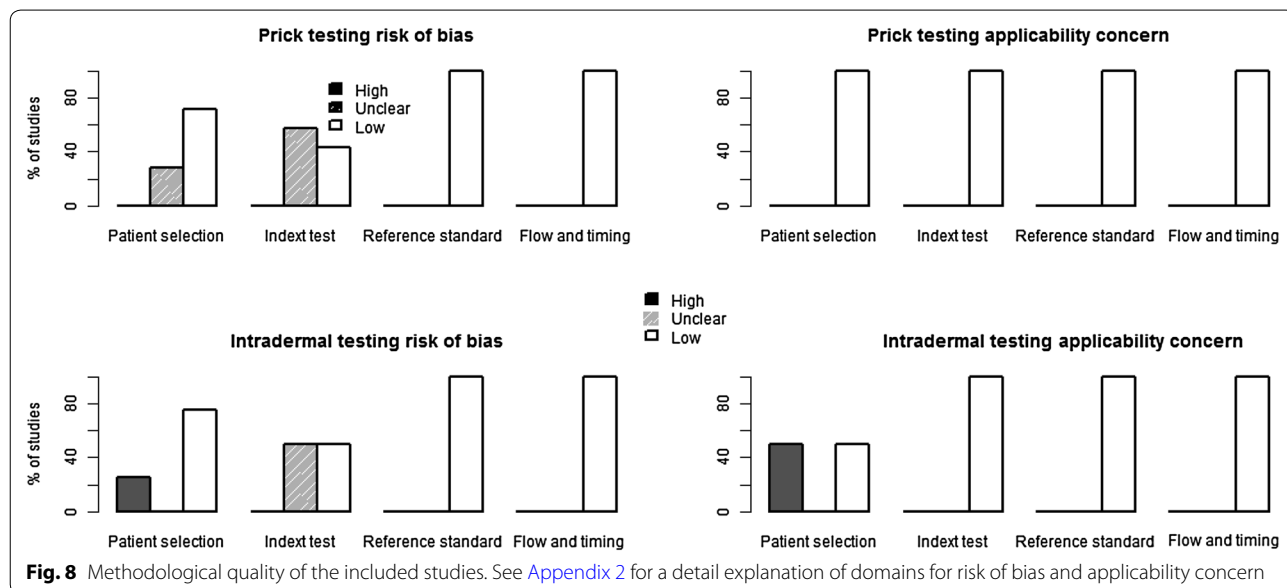 Prick testing risk of bias
% of studies
80
40
0
High
Unclear
Low
Patient selection Indext test Reference standard Flow and timing
Prick testing applicability concern
80
40
0
Patient selection Indext test Reference standard Flow and timing
High
Unclear
Low
Intradermal testing risk of bias
% of studies
80
40
0
Patient selection Indext test Reference standard Flow and timing
Intradermal testing applicability concern
80
40
0
Patient selection Indext test Reference standard Flow and timing
Fig. 8 Methodological quality of the included studies. See Appendix 2 for a detail explanation of domains for risk of bias and applicability concern